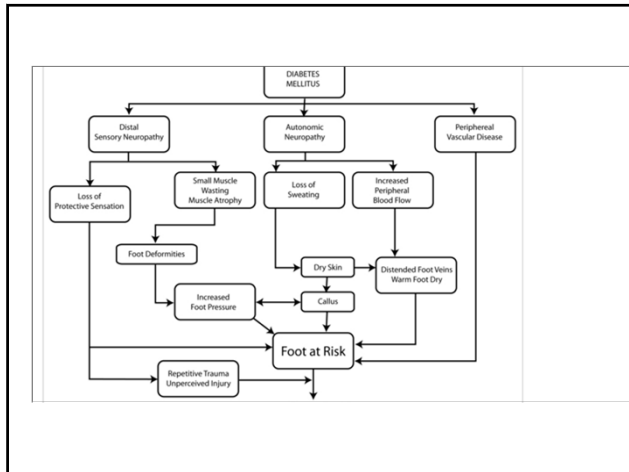 DIABETES
MELLITUS
Distal
Sensory Neuropathy
Autonomic
Neuropathy
Periphereal
Vascular Disease
Loss of
Protective Sensation
Small Muscle
Wasting
Muscle Atrophy
Loss of
Sweating
Increased
Peripheral
Blood Flow
Foot Deformities
Dry Skin
Distended Foot Veins
Warm Foot Dry
Increased
Foot Pressure
Callus
Foot at Risk
Repetitive Trauma
Unperceived Injury